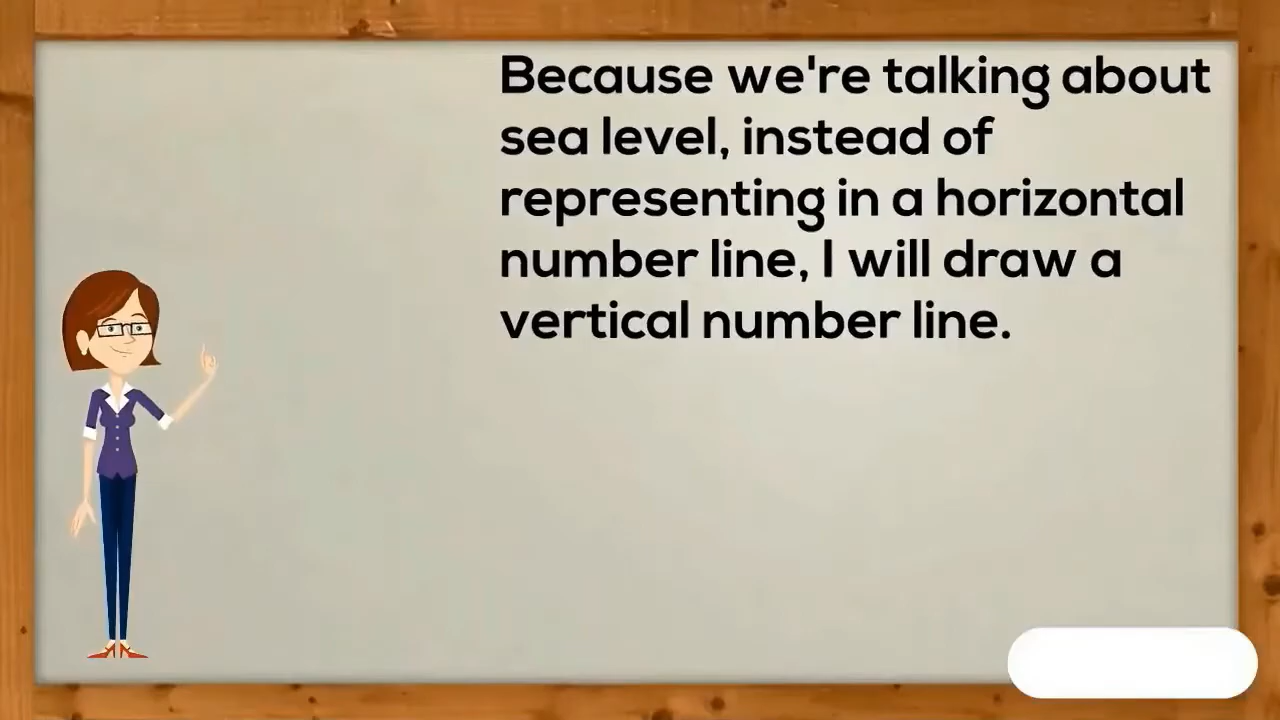 Because we're talking about
sea level, instead of
representing in a horizontal
number line, I will draw a
vertical number line.